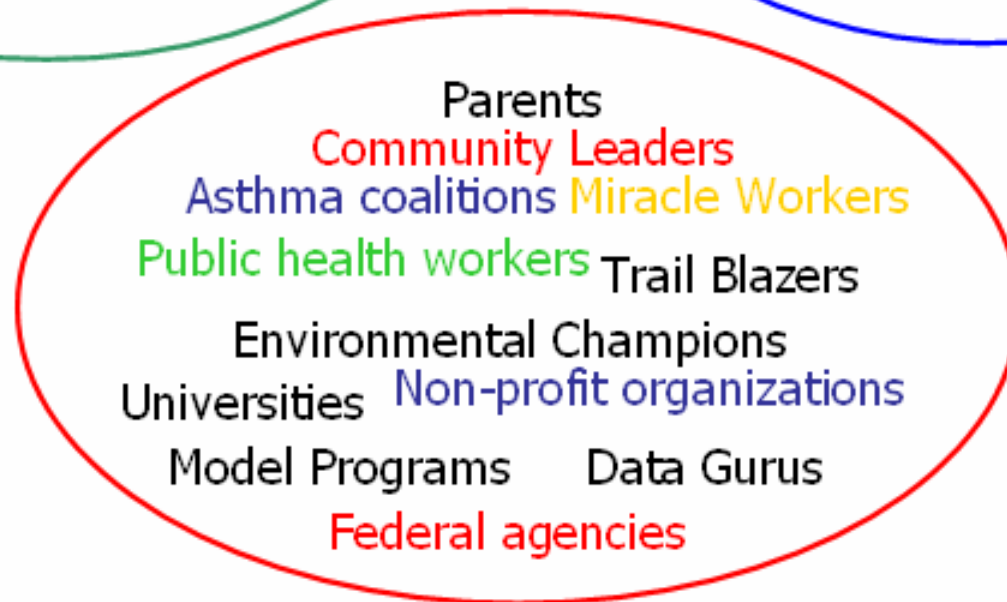 Parents
Community Leaders
Asthma coalitions Miracle Workers
Public health workers Trail Blazers
Environmental Champions
Universities Non-profit organizations
Model Programs Data Gurus
Federal agencies